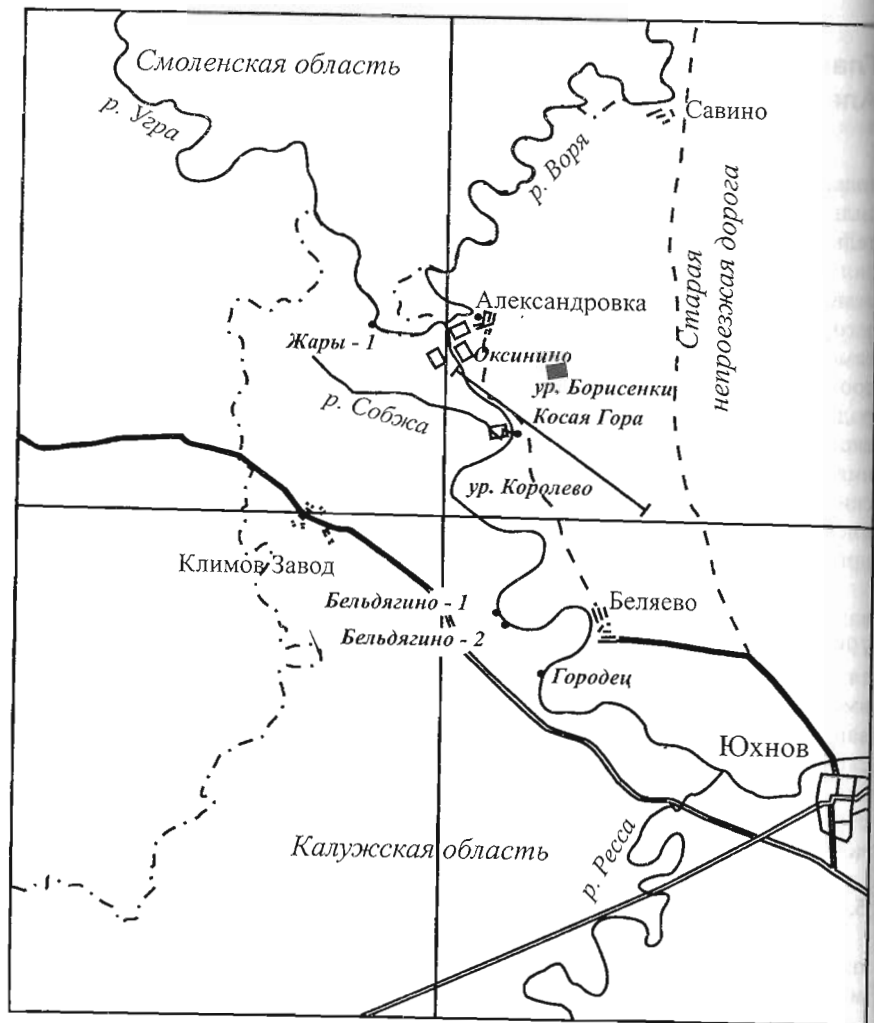 Смоленская область
р. Угра
Савино
р. Воря
Старая
непроезжая дорога
Александровка
Жары - 1
Оксинино
ур. Борисенки
р. Собжа
Косая Гора
ур. Королево
Климов Завод
Бельдягино - 1
Беляево
Бельдягино - 2
Городец
Юхнов
Калужская область
р. Ресса